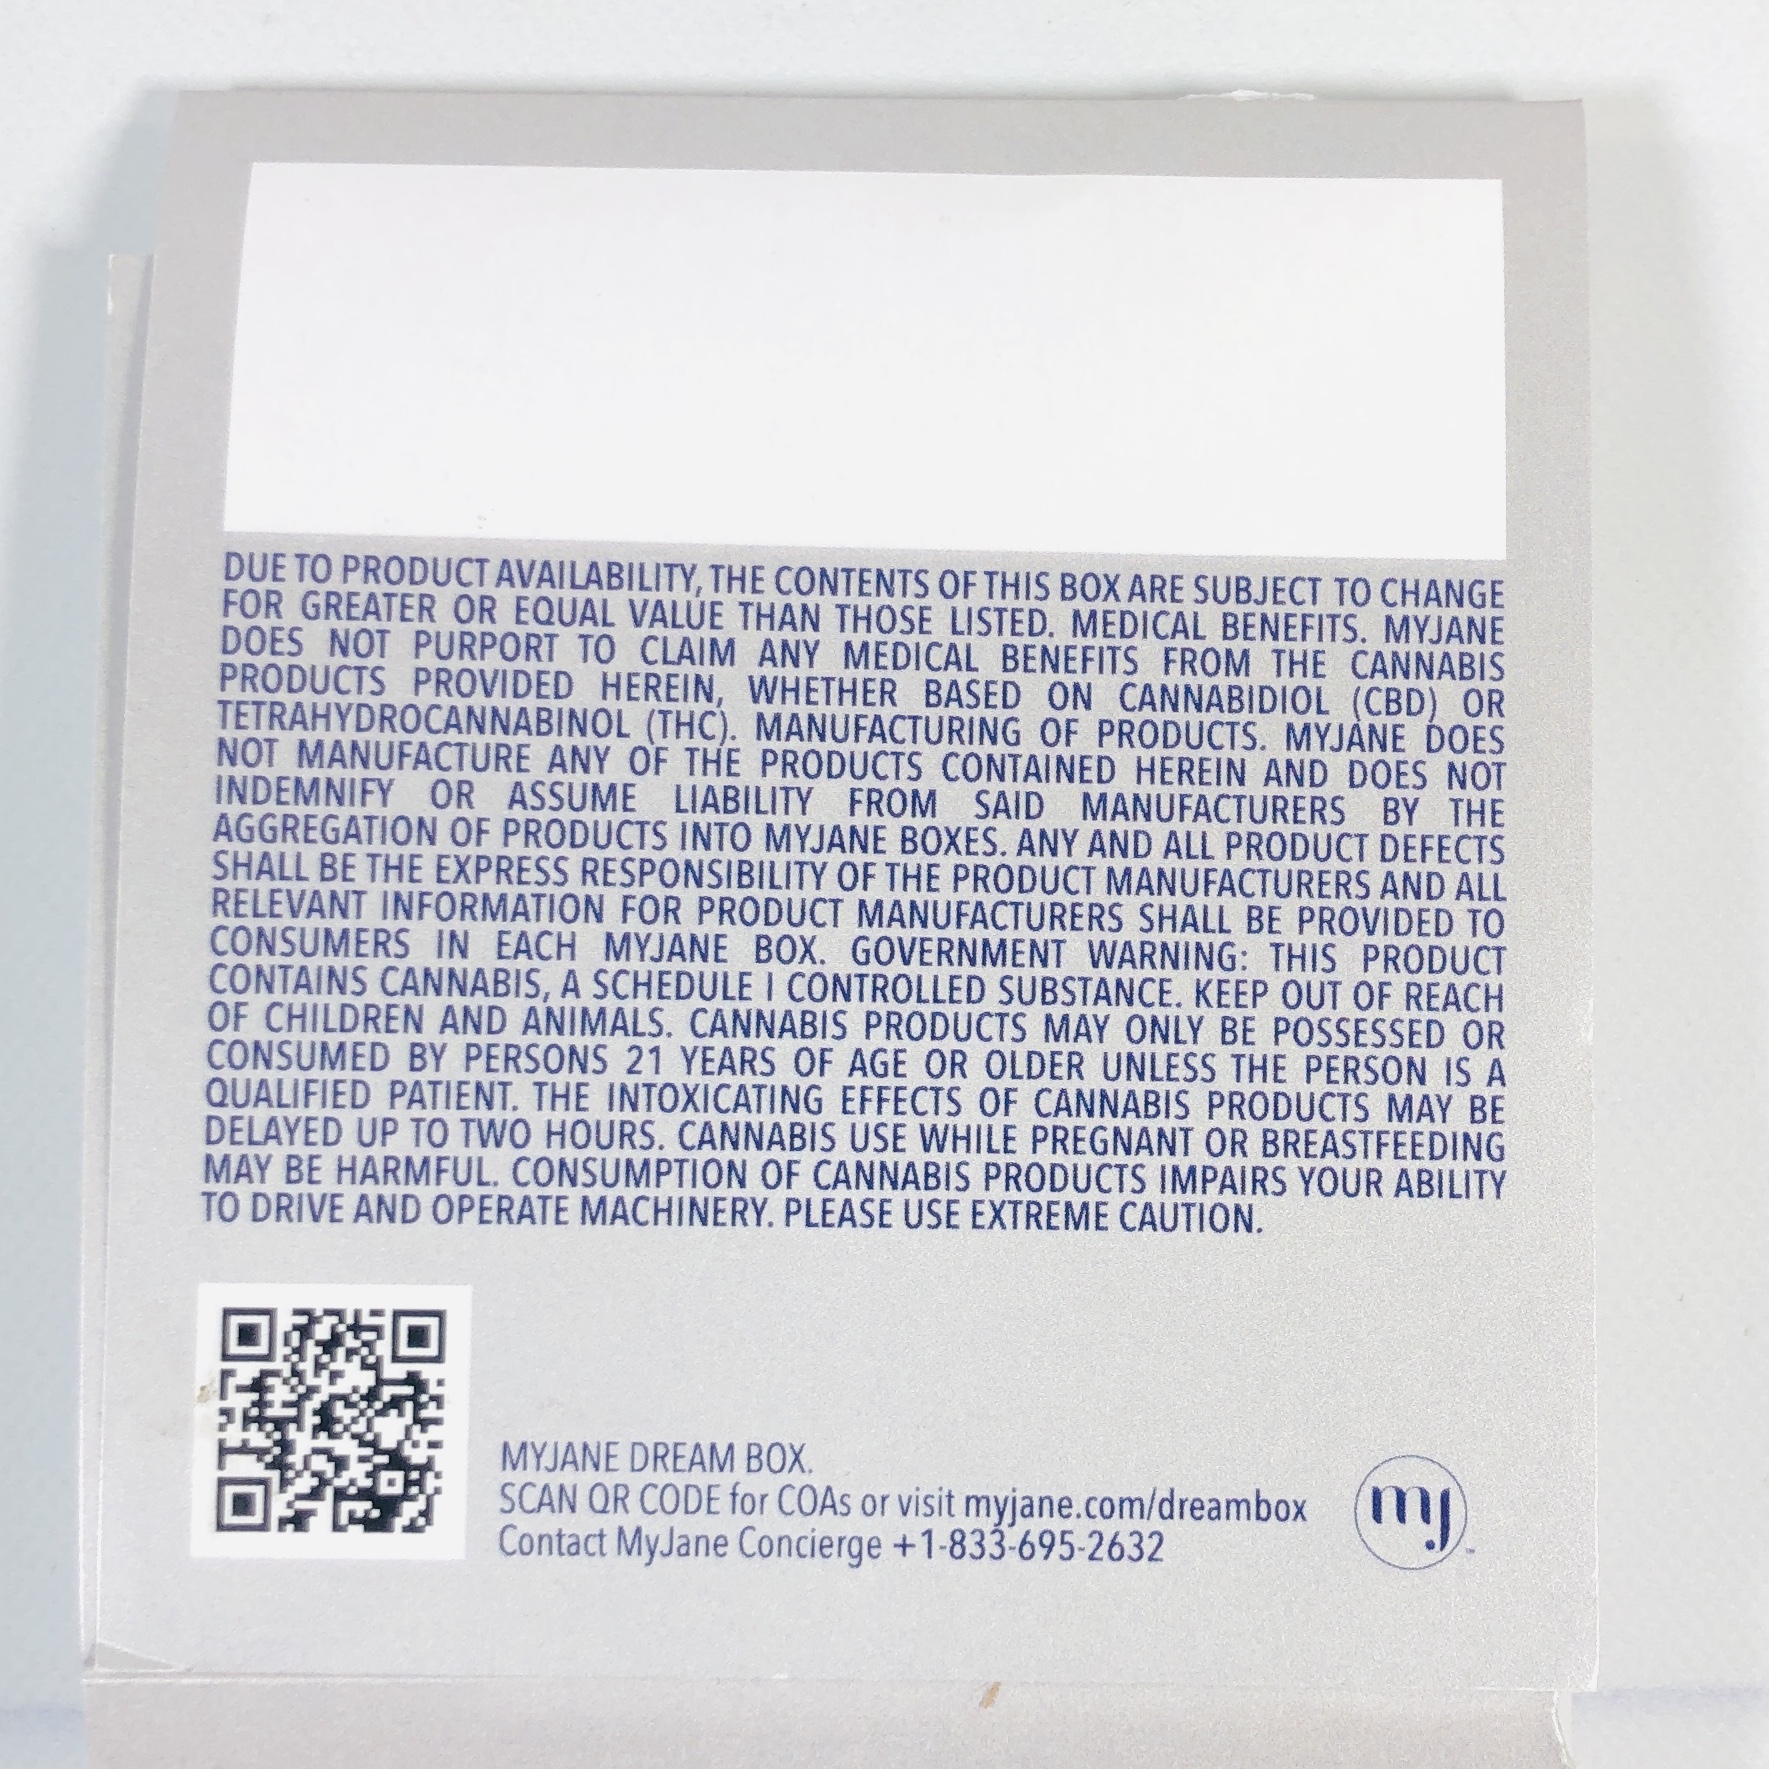 DUE TO PRODUCT AVAILABILITY, THE CONTENTS OF THIS BOX ARE SUBJECT TO CHANGE
FOR GREATER OR EQUAL VALUE THAN THOSE LISTED. MEDICAL BENEFITS. MYJANE
DOES NOT PURPORT TO CLAIM ANY MEDICAL BENEFITS FROM THE CANNABIS
PRODUCTS PROVIDED HEREIN, WHETHER BASED ON CANNABIDIOL (CBD) OR
TETRAHYDROCANNABINOL (THC). MANUFACTURING OF PRODUCTS. MYJANE DOES
NOT MANUFACTURE ANY OF THE PRODUCTS CONTAINED HEREIN AND DOES NOT
INDEMNIFY OR ASSUME LIABILITY FROM SAID MANUFACTURERS BY THE
AGGREGATION OF PRODUCTS INTO MYJANE BOXES. ANY AND ALL PRODUCT DEFECTS
SHALL BE THE EXPRESS RESPONSIBILITY OF THE PRODUCT MANUFACTURERS AND ALL
RELEVANT INFORMATION FOR PRODUCT MANUFACTURERS SHALL BE PROVIDED TO
CONSUMERS IN EACH MYJANE BOX. GOVERNMENT WARNING: THIS PRODUCT
CONTAINS CANNABIS, A SCHEDULE I CONTROLLED SUBSTANCE. KEEP OUT OF REACH
OF CHILDREN AND ANIMALS. CANNABIS PRODUCTS MAY ONLY BE POSSESSED OR
CONSUMED BY PERSONS 21 YEARS OF AGE OR OLDER UNLESS THE PERSON IS A
QUALIFIED PATIENT. THE INTOXICATING EFFECTS OF CANNABIS PRODUCTS MAY BE
DELAYED UP TO TWO HOURS. CANNABIS USE WHILE PREGNANT OR BREASTFEEDING
MAY BE HARMFUL. CONSUMPTION OF CANNABIS PRODUCTS IMPAIRS YOUR ABILITY
TO DRIVE AND OPERATE MACHINERY. PLEASE USE EXTREME CAUTION.
MYJANE DREAM BOX.
SCAN QR CODE for COAs or visit myjane.com/dreambox
Contact MyJane Concierge +1-833-695-2632
mj™